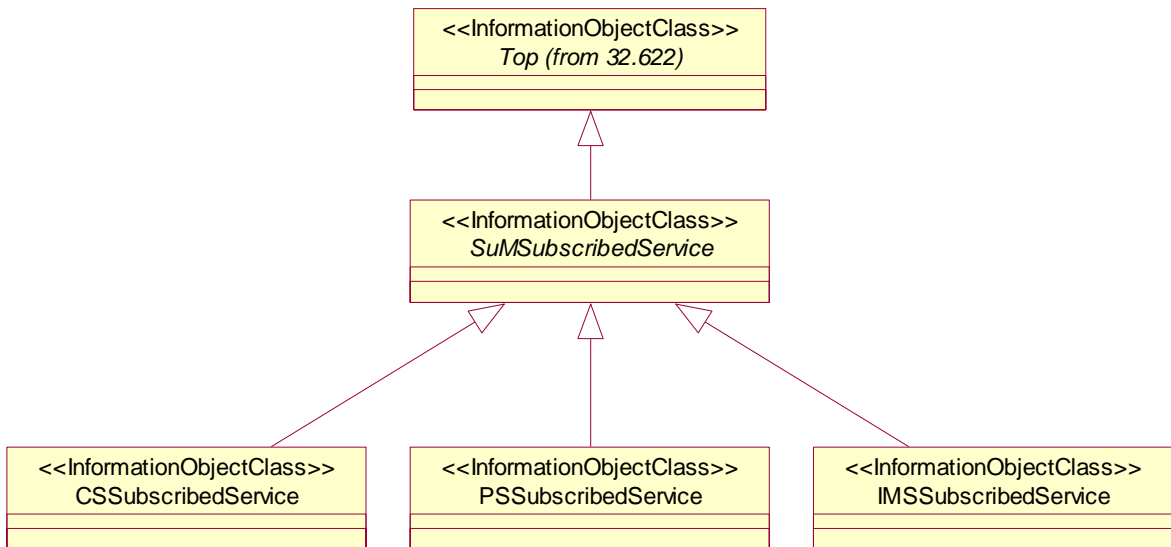 <<InformationObjectClass>>
Top (from 32.622)
<<InformationObjectClass>>
SuMSubscribedService
<<InformationObjectClass>>
CSSubscribedService
<<InformationObjectClass>>
PSSubscribedService
<<InformationObjectClass>>
IMSSubscribedService